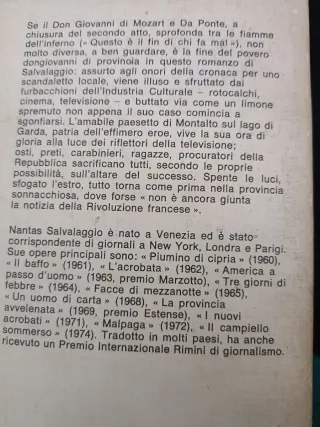 Se il Don Giovanni di Mozart e Da Ponte, a
chiusura del secondo atto, sprofonda tra le fiamme
dell'inferno (« Questo è il fin di chi fa mal »), non
molto diversa, a ben guardare, è la fine del povero
dongiovanni di provincia in questo romanzo di
Salvalaggio: assurto agli onori della cronaca per uno
scandaletto locale, viene illuso e sfruttato dai
furbacchioni dell'Industria Culturale - rotocalchi,
cinema, televisione - e buttato via come un limone
spremuto non appena il suo caso comincia a
sgonfiarsi. L'amabile paesetto di Montalto sul lago di
Garda, patria dell'effimero eroe, vive la sua ora di
gloria alla luce dei riflettori della televisione;
osti, preti, carabinieri, ragazze, procuratori della
Repubblica sacrificano tutti, secondo le proprie
possibilità, sull'altare del successo. Spente le luci,
sfogato l'estro, tutto torna come prima nella provincia
sonnacchiosa, dove forse « non è ancora giunta
la notizia della Rivoluzione francese ».
Nantas Salvalaggio è nato a Venezia ed è stato
corrispondente di giornali a New York, Londra e Parigi.
Sue opere principali sono: « Piumino di cipria » (1960),
« Il baffo » (1961), « L'acrobata » (1962), « America a
passo d'uomo » (1963, premio Marzotto), « Tre giorni di
febbre » (1964), « Facce di mezzanotte » (1965),
« Un uomo di carta » (1968), « La provincia
avvelenata » (1969, premio Estense), « I nuovi
acrobati » (1971), « Malpaga » (1972), « Il campiello
sommerso » (1974). Tradotto in molti paesi, ha anche
ricevuto un Premio Internazionale Rimini di giornalismo.